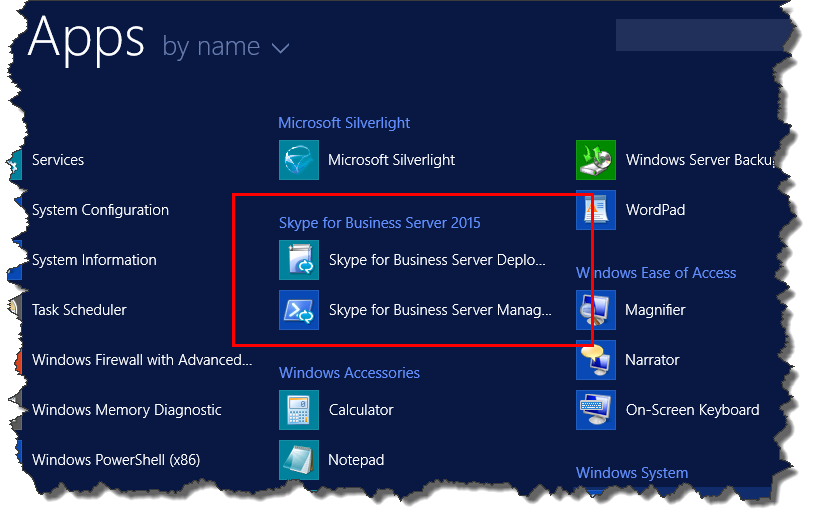 Apps by name
Services
System Configuration
System Information
Task Scheduler
Windows Firewall with Advanced...
Windows Memory Diagnostic
Windows PowerShell (x86)
Microsoft Silverlight
Microsoft Silverlight
Skype for Business Server 2015
Skype for Business Server Deplo...
Skype for Business Server Manag...
Windows Accessories
Calculator
Notepad
Windows Server Backu
WordPad
Windows Ease of Access
Magnifier
Narrator
On-Screen Keyboard
Windows System